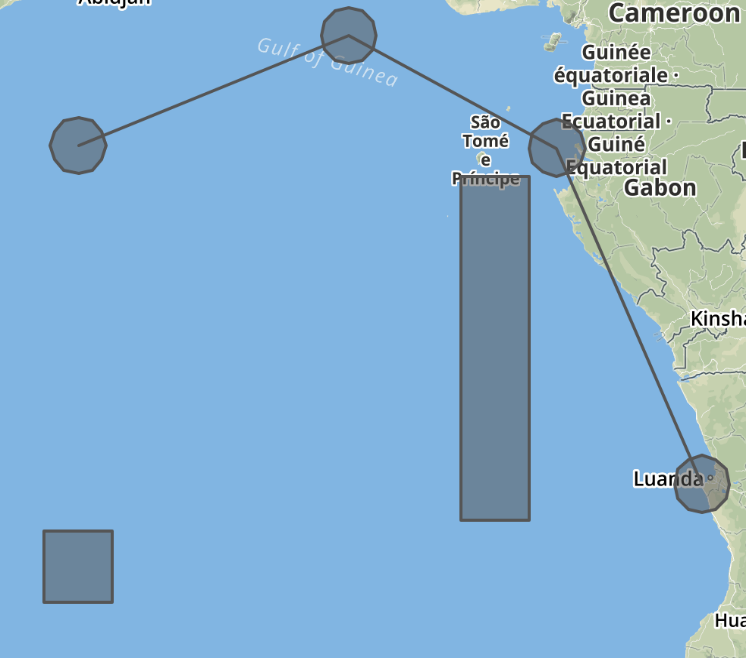 Abidjan
Cameroon
Gulf of Guinea
Guinée
équatoriale ·
Guinea
Ecuatorial ·
Guiné
Equatorial
São
Tomé
e
Príncipe
Gabon
Kinsha
Luanda
Hua